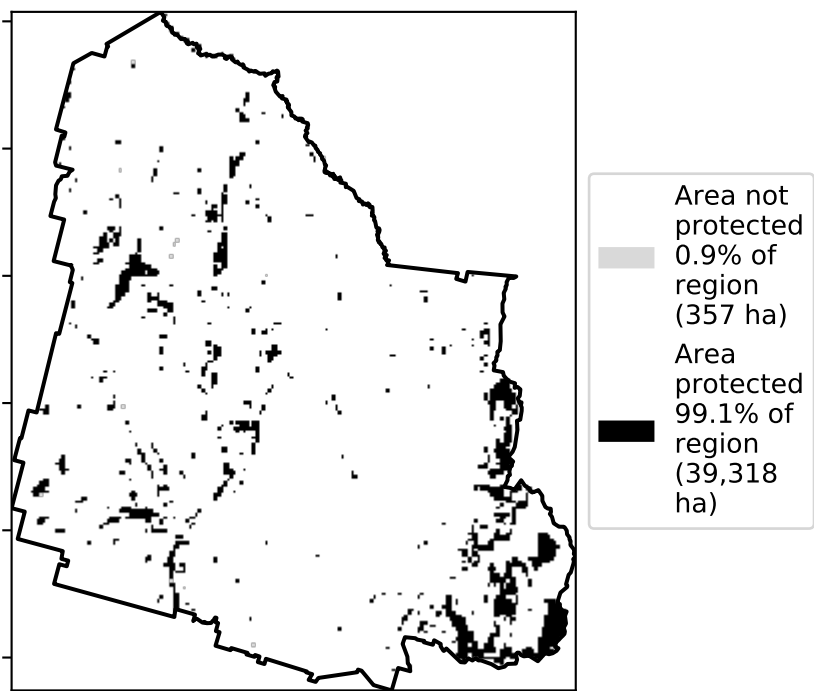 Area not
protected
0.9% of
region
(357 ha)
Area
protected
99.1% of
region
(39,318
ha)